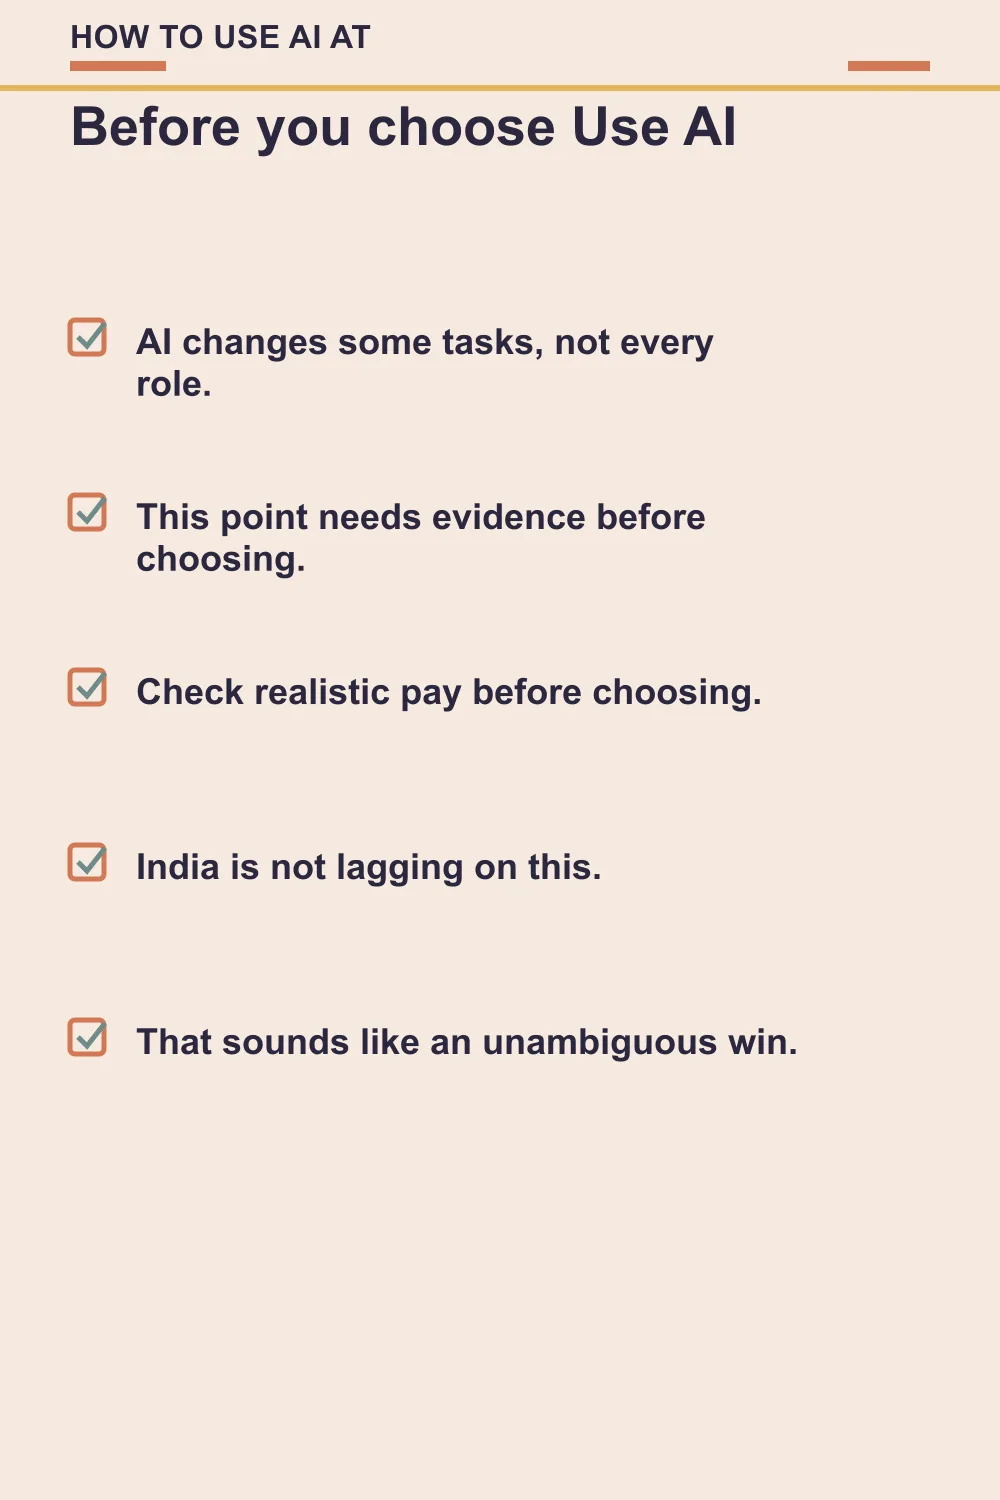 HOW TO USE AI AT
Before you choose Use AI
AI changes some tasks, not every
role.
This point needs evidence before
choosing.
Check realistic pay before choosing.
India is not lagging on this.
That sounds like an unambiguous win.